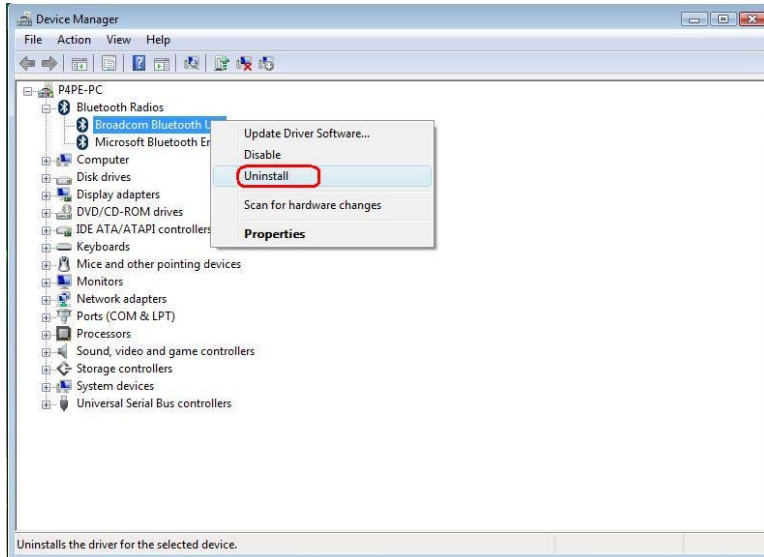 Device Manager
File Action View Help
P4PE-PC
Bluetooth Radios
Broadcom Bluetooth
Microsoft Bluetooth
Computer
Disk drives
Display adapters
DVD/CD-ROM drives
IDE ATA/ATAPI controllers
Keyboards
Mice and other pointing devices
Monitors
Network adapters
Ports (COM & LPT)
Processors
Sound, video and game controllers
Storage controllers
System devices
Universal Serial Bus controllers
Update Driver Software...
Disable
Uninstall
Scan for hardware changes
Properties
Uninstalls the driver for the selected device.